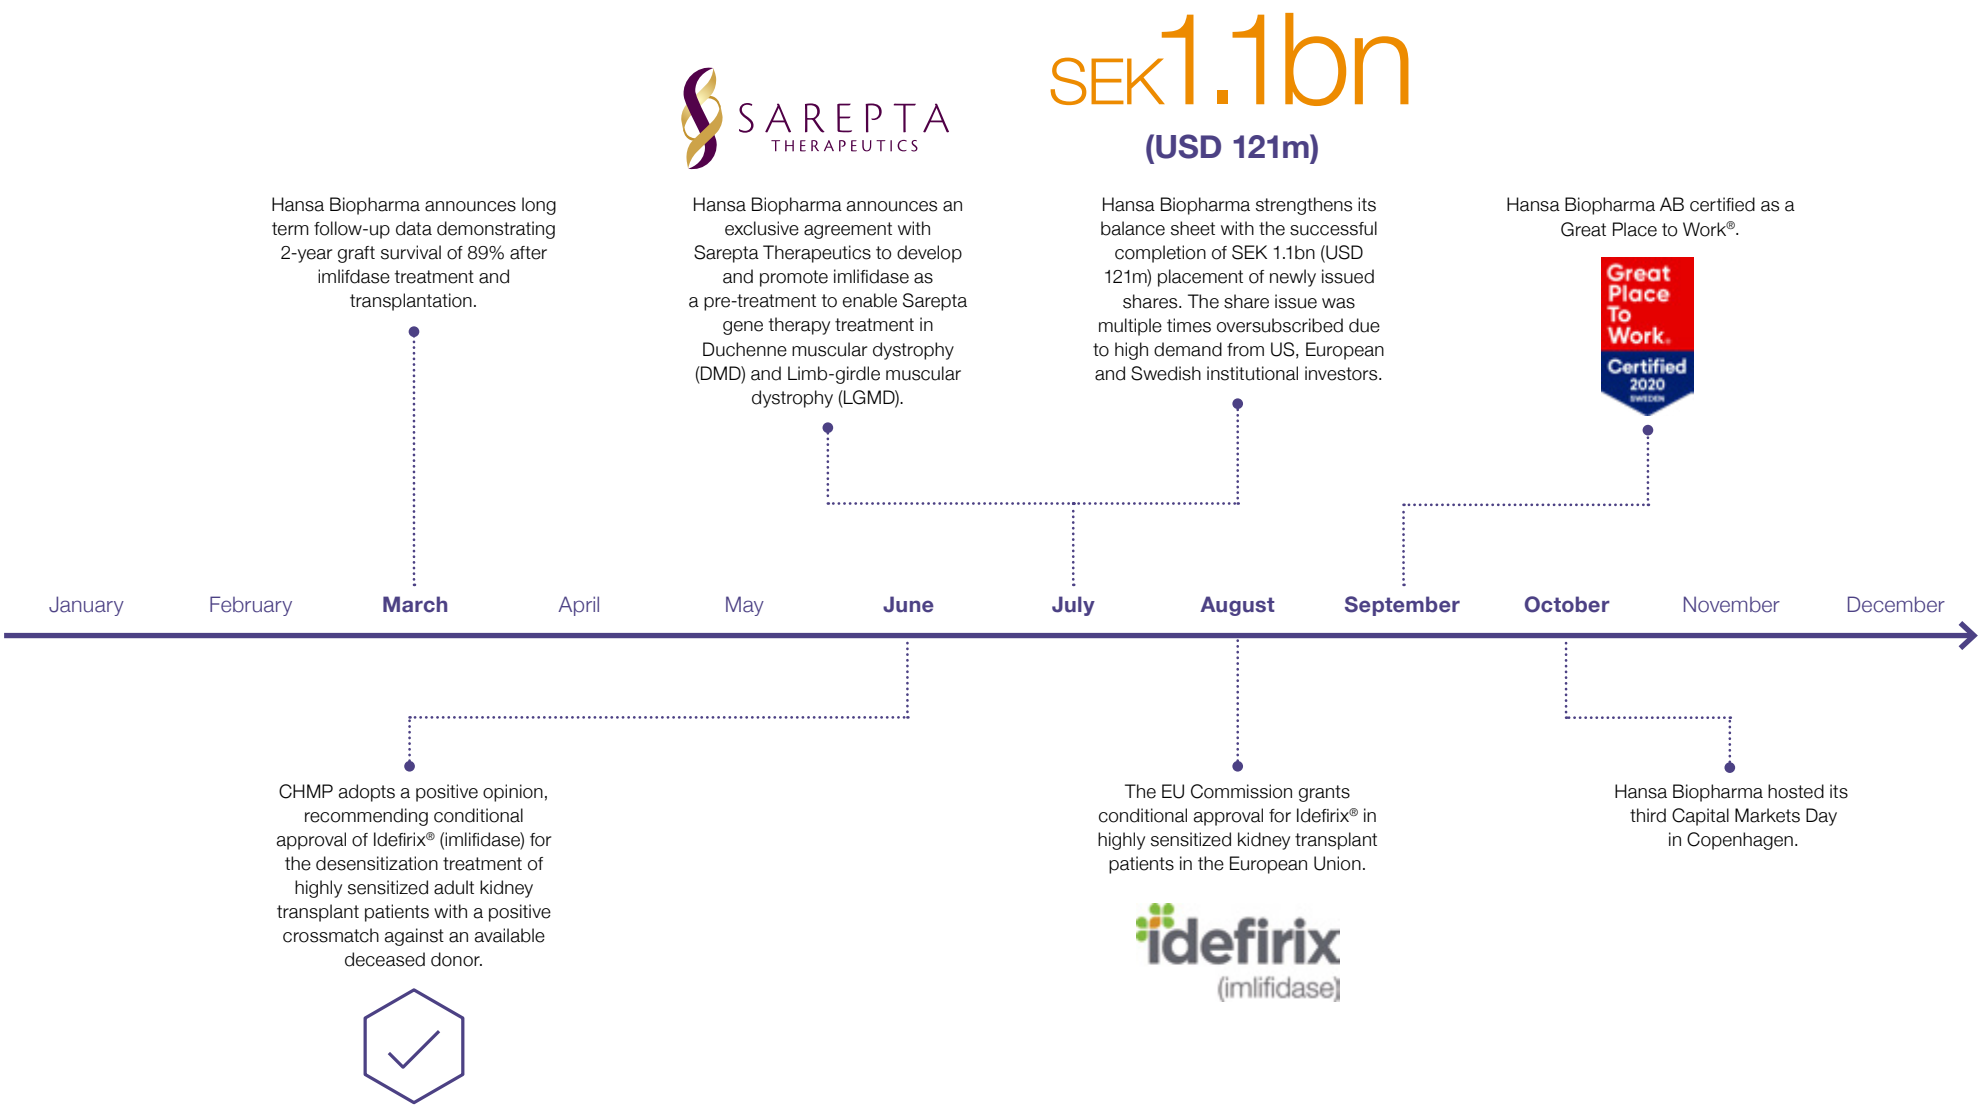 SEK1.1bn
(USD 121m)
SAREPTA
THERAPEUTICS
Hansa Biopharma announces long
term follow-up data demonstrating
2-year graft survival of 89% after
imlifdase treatment and
transplantation.
Hansa Biopharma announces an
exclusive agreement with
Sarepta Therapeutics to develop
and promote imlifidase as
a pre-treatment to enable Sarepta
gene therapy treatment in
Duchenne muscular dystrophy
(DMD) and Limb-girdle muscular
dystrophy (LGMD).
Hansa Biopharma strengthens its
balance sheet with the successful
completion of SEK 1.1bn (USD
121m) placement of newly issued
shares. The share issue was
multiple times oversubscribed due
to high demand from US, European
and Swedish institutional investors.
Hansa Biopharma AB certified as a
Great Place to Work®.
Great
Place
To
Work.
Certified
2020
SWEDEN
January February March April May June July August September October November December
CHMP adopts a positive opinion,
recommending conditional
approval of Idefirix® (imlifidase) for
the desensitization treatment of
highly sensitized adult kidney
transplant patients with a positive
crossmatch against an available
deceased donor.
The EU Commission grants
conditional approval for Idefirix® in
highly sensitized kidney transplant
patients in the European Union.
idefirix
(imlifidase)
Hansa Biopharma hosted its
third Capital Markets Day
in Copenhagen.